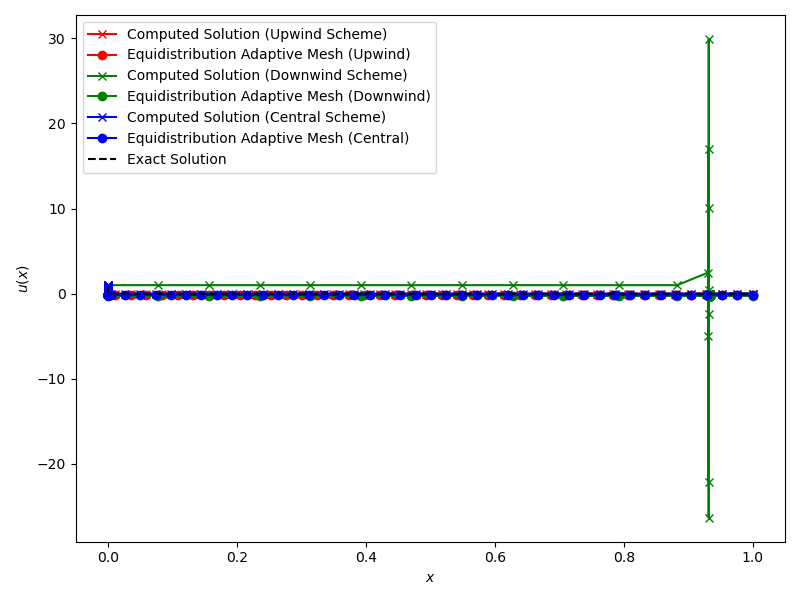 Computed Solution (Upwind Scheme)
Equidistribution Adaptive Mesh (Upwind)
Computed Solution (Downwind Scheme)
Equidistribution Adaptive Mesh (Downwind)
Computed Solution (Central Scheme)
Equidistribution Adaptive Mesh (Central)
Exact Solution
30
20
10
0
−10
−20
u(x)
0.0 0.2 0.4 0.6 0.8 1.0
x